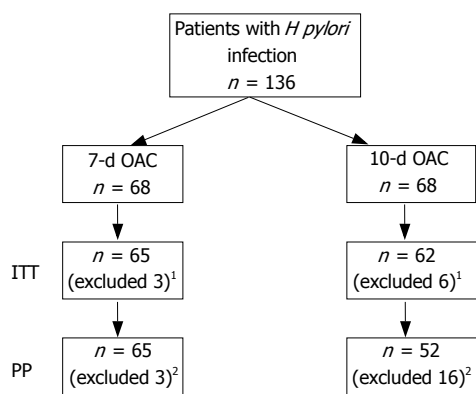 Patients with H pylori
infection
n = 136
7-d OAC
n = 68
10-d OAC
n = 68
ITT
n = 65
(excluded 3)¹
n = 62
(excluded 6)¹
PP
n = 65
(excluded 3)²
n = 52
(excluded 16)²